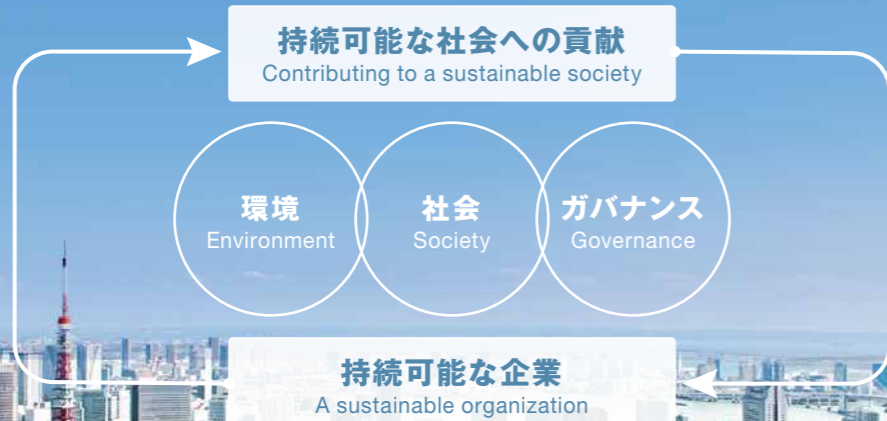 持続可能な社会への貢献
Contributing to a sustainable society
環境
Environment
社会
Society
ガバナンス
Governance
持続可能な企業
A sustainable organization